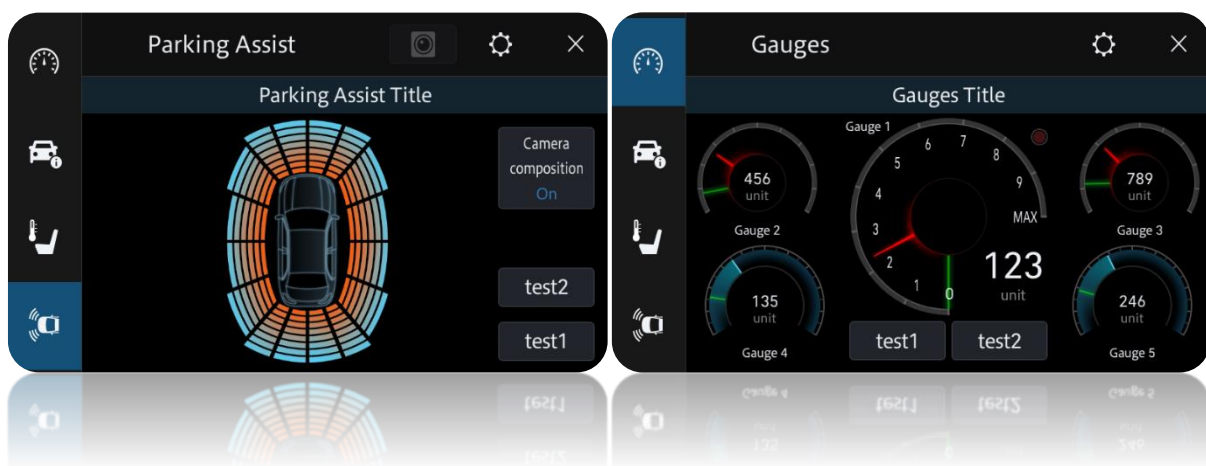 Parking Assist
Parking Assist Title
Camera
composition
On
test2
test1
Gauges
Gauges Title
Gauge 1
0
1
2
3
4
5
6
7
8
9
MAX
123
unit
456
unit
Gauge 2
789
unit
Gauge 3
135
unit
Gauge 4
246
unit
Gauge 5
test1
test2